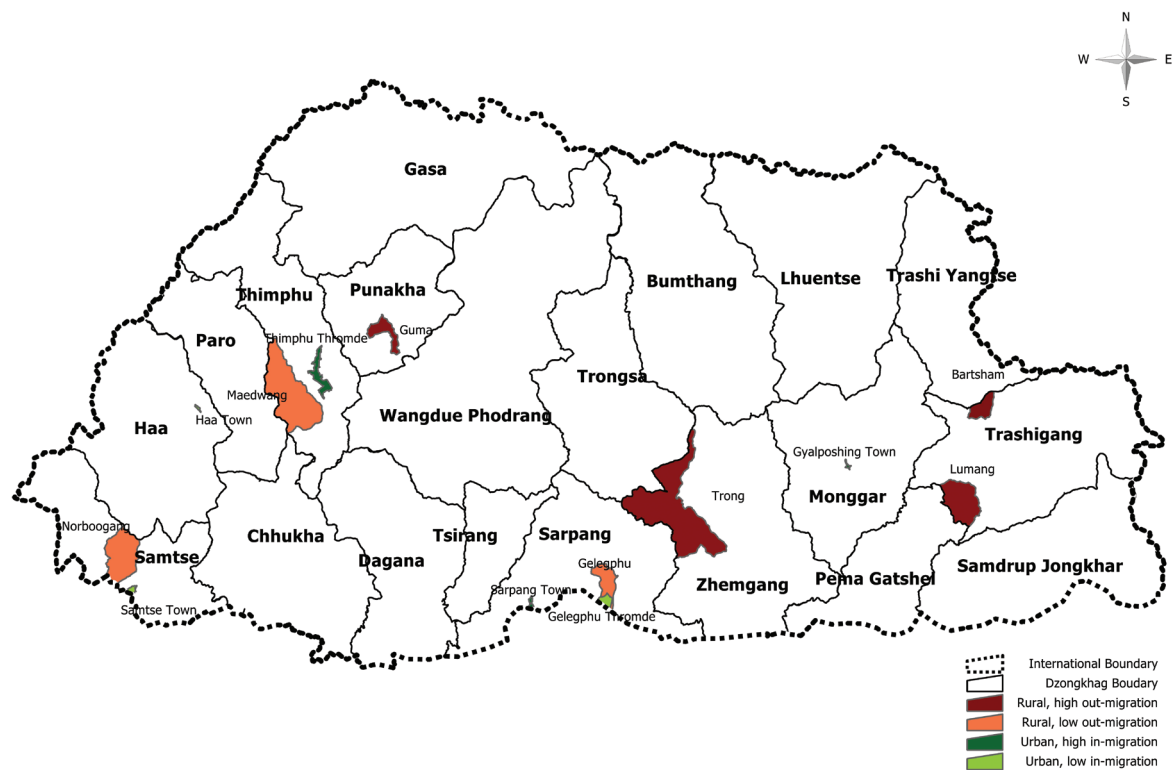 N
W E
S
Gasa
Bumthang
Lhuentse
Trashi Yangtse
Thimphu
Punakha
Guma
Thimphu Thromde
Paro
Maedwang
Haa Town
Haa
Trongsa
Wangdue Phodrang
Bartsham
Trashigang
Gyalposhing Town
Monggar
Lumang
Trong
Norboogang
Samtse
Samtse Town
Chhukha
Dagana
Tsirang
Sarpang
Gelegphu
Sarpang Town
Gelegphu Thromde
Zhemgang
Pema Gatshel
Samdrup Jongkhar
International Boundary
Dzongkhag Boudary
Rural, high out-migration
Rural, low out-migration
Urban, high in-migration
Urban, low in-migration